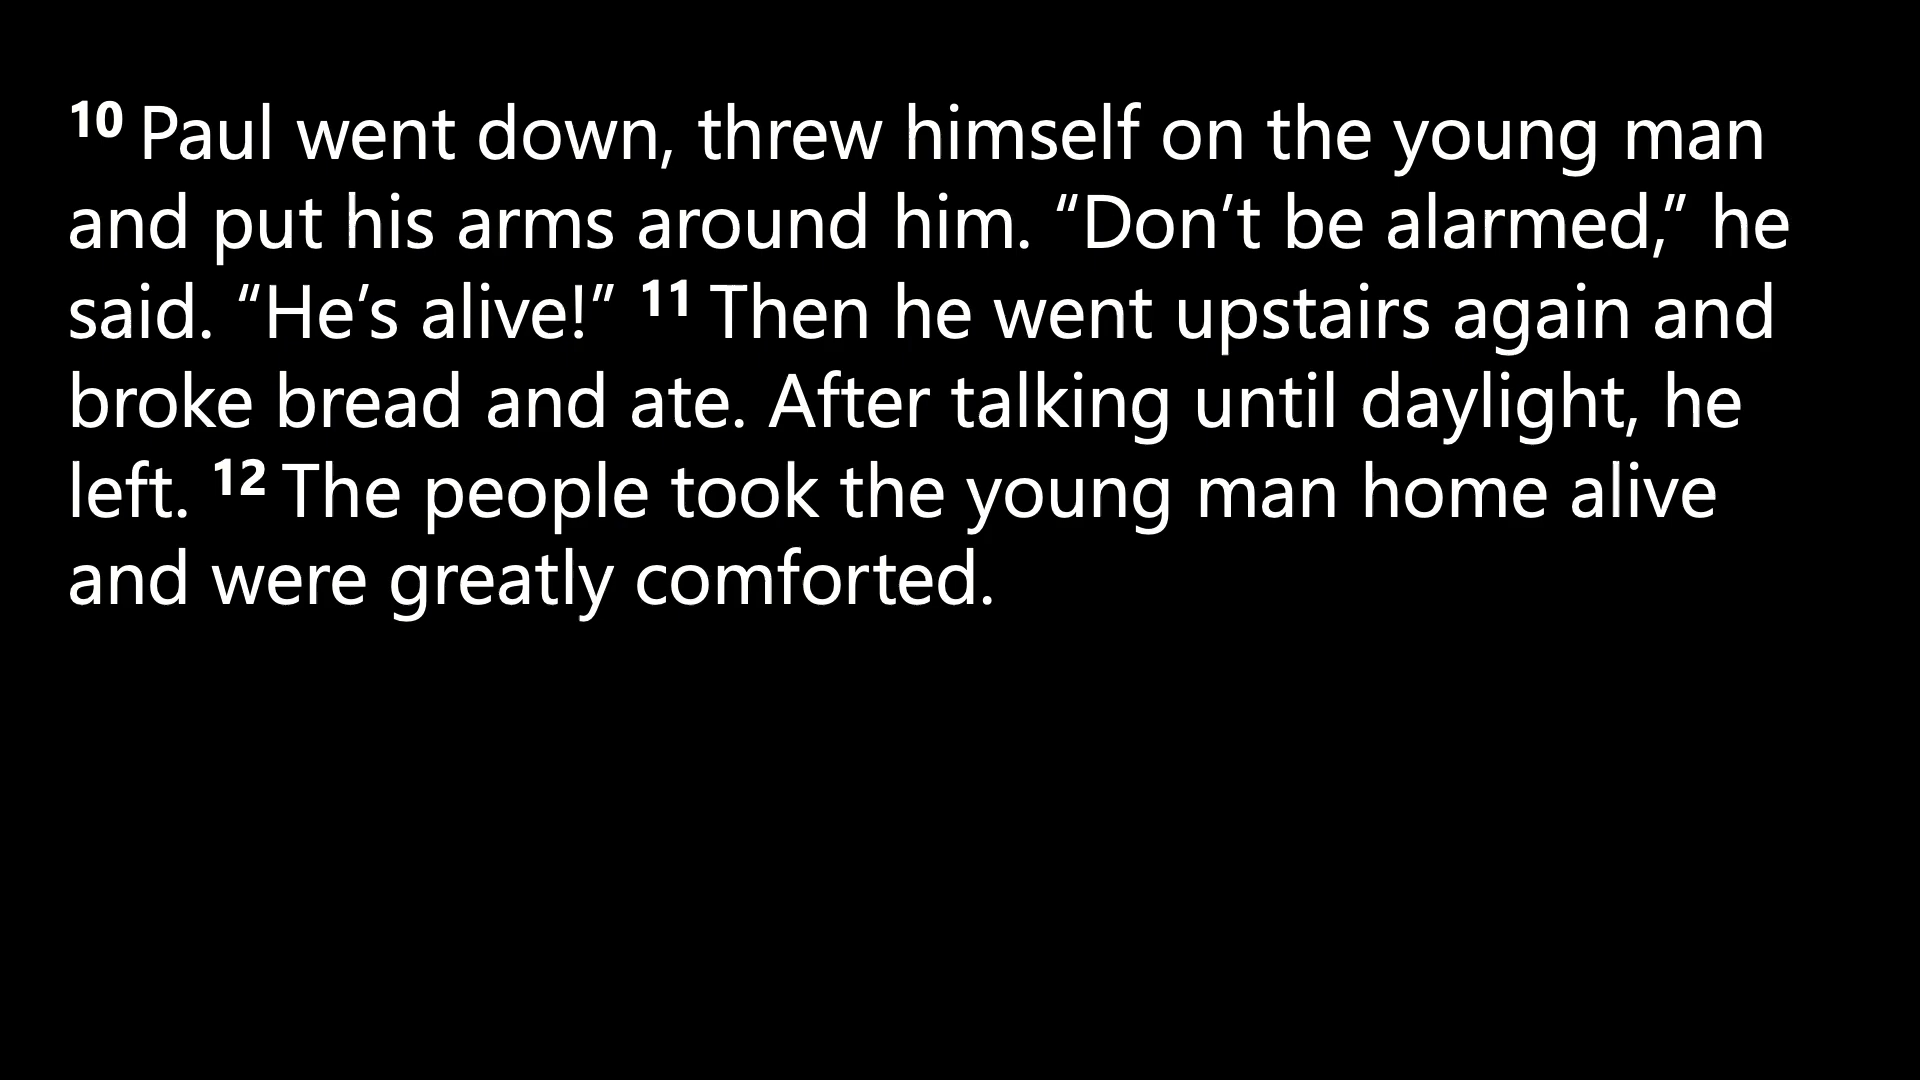 10 Paul went down, threw himself on the young man
and put his arms around him. “Don’t be alarmed,” he
said. “He’s alive!” 11 Then he went upstairs again and
broke bread and ate. After talking until daylight, he
left. 12 The people took the young man home alive
and were greatly comforted.